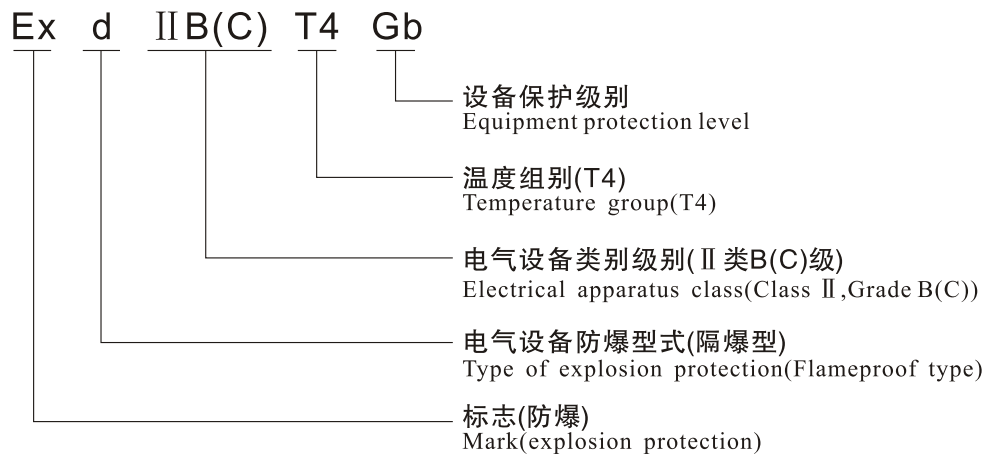 Ex d ⅡB(C) T4 Gb
设备保护级别
Equipment protection level
温度组别(T4)
Temperature group(T4)
电气设备类别级别(Ⅱ类B(C)级)
Electrical apparatus class(Class Ⅱ,Grade B(C))
电气设备防爆型式(隔爆型)
Type of explosion protection(Flameproof type)
标志(防爆)
Mark(explosion protection)